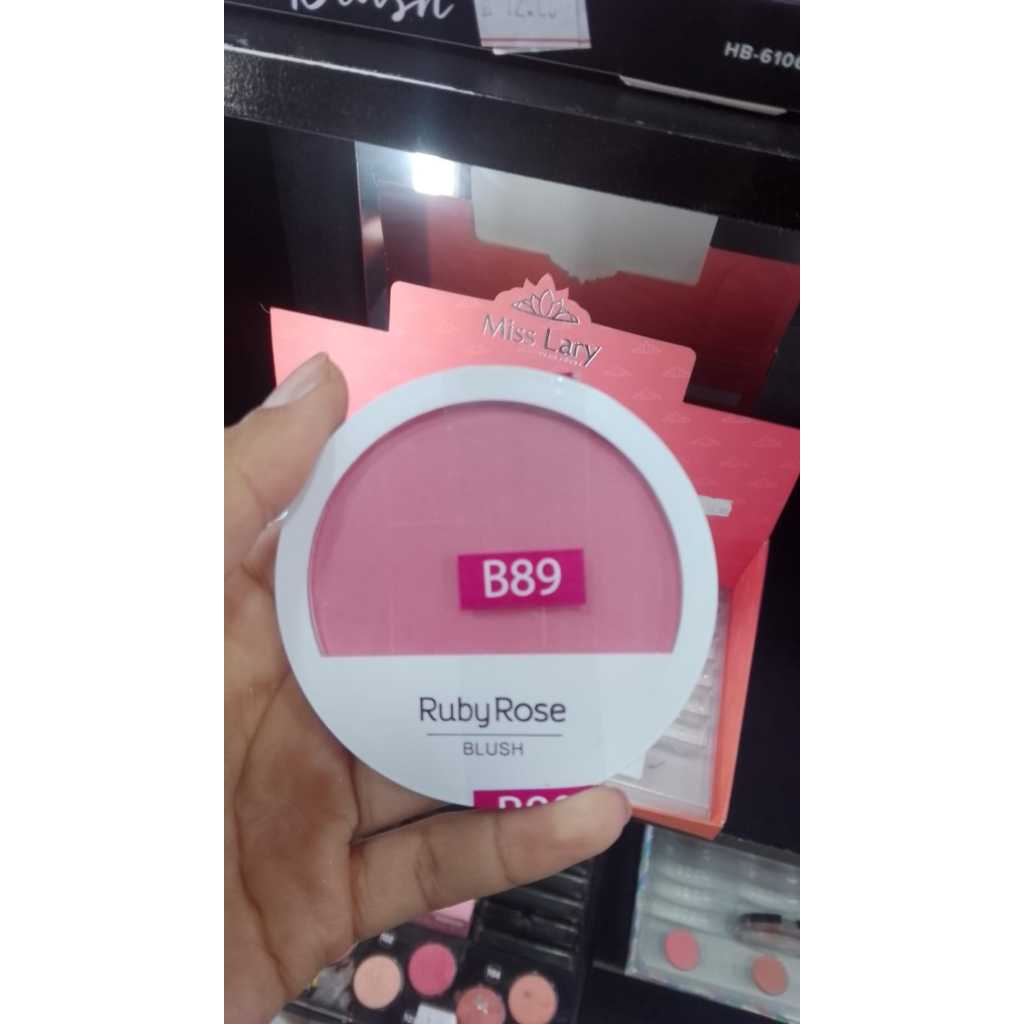 Blush
HB-6106
Miss Lary
B89
RubyRose
BLUSH